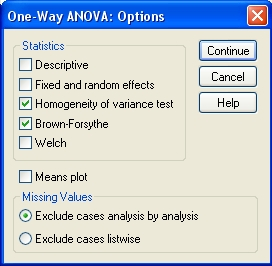 One-Way ANOVA: Options
Statistics
Descriptive
Fixed and random effects
Homogeneity of variance test
Brown-Forsythe
Welch
Means plot
Missing Values
Exclude cases analysis by analysis
Exclude cases listwise
Continue
Cancel
Help